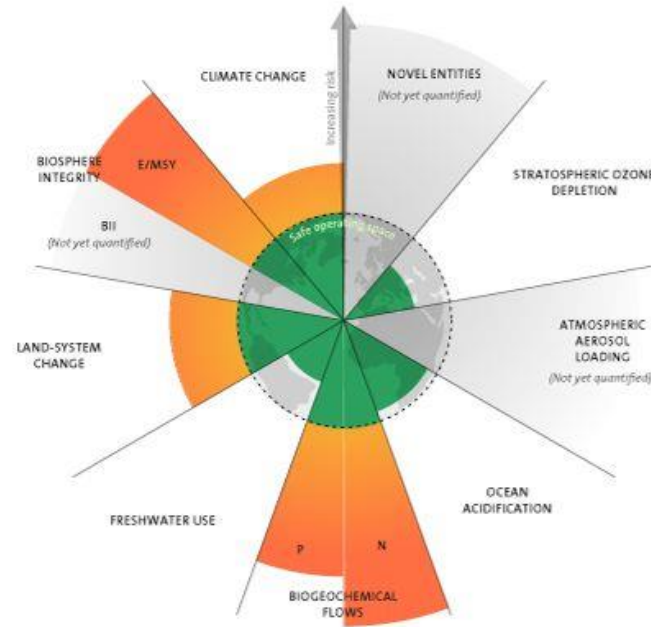 CLIMATE CHANGE
Increasing risk
NOVEL ENTITIES
(Not yet quantified)
STRATOSPHERIC OZONE
DEPLETION
ATMOSPHERIC
AEROSOL
LOADING
(Not yet quantified)
OCEAN
ACIDIFICATION
N
P
BIOGEOCHEMICAL
FLOWS
FRESHWATER USE
LAND-SYSTEM
CHANGE
BIOSPHERE
INTEGRITY
E/MSY
BII
(Not yet quantified)
Safe operating space